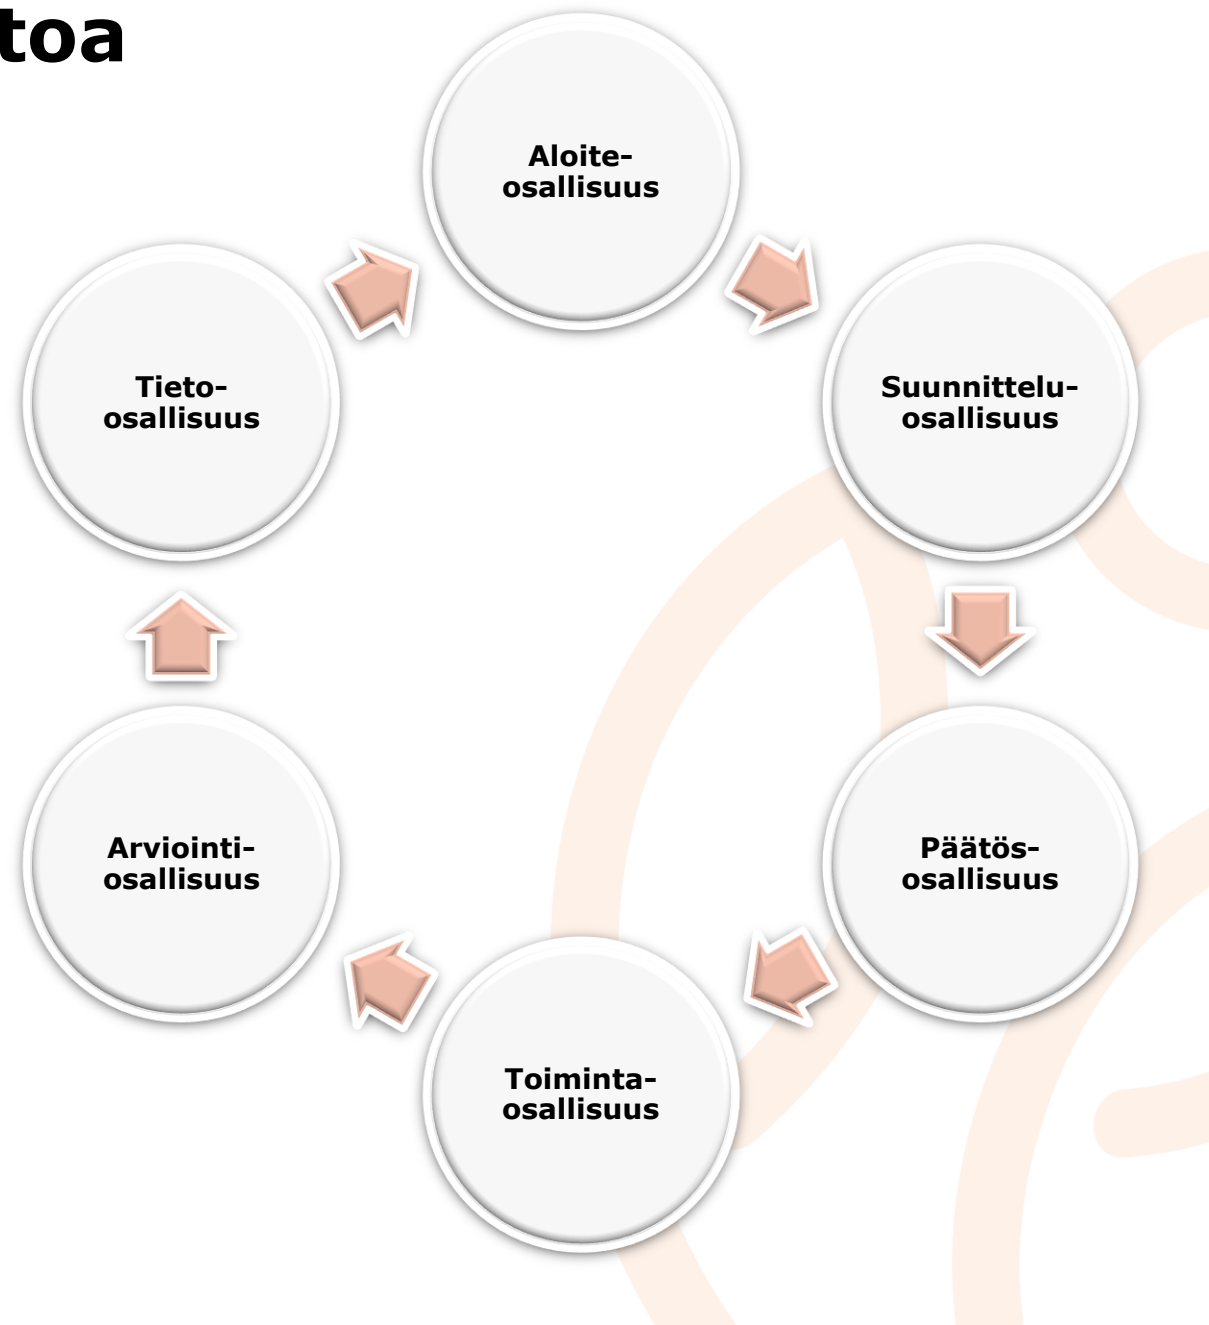 toa
Aloite-
osallisuus
Suunnittelu-
osallisuus
Päätös-
osallisuus
Toiminta-
osallisuus
Arviointi-
osallisuus
Tieto-
osallisuus